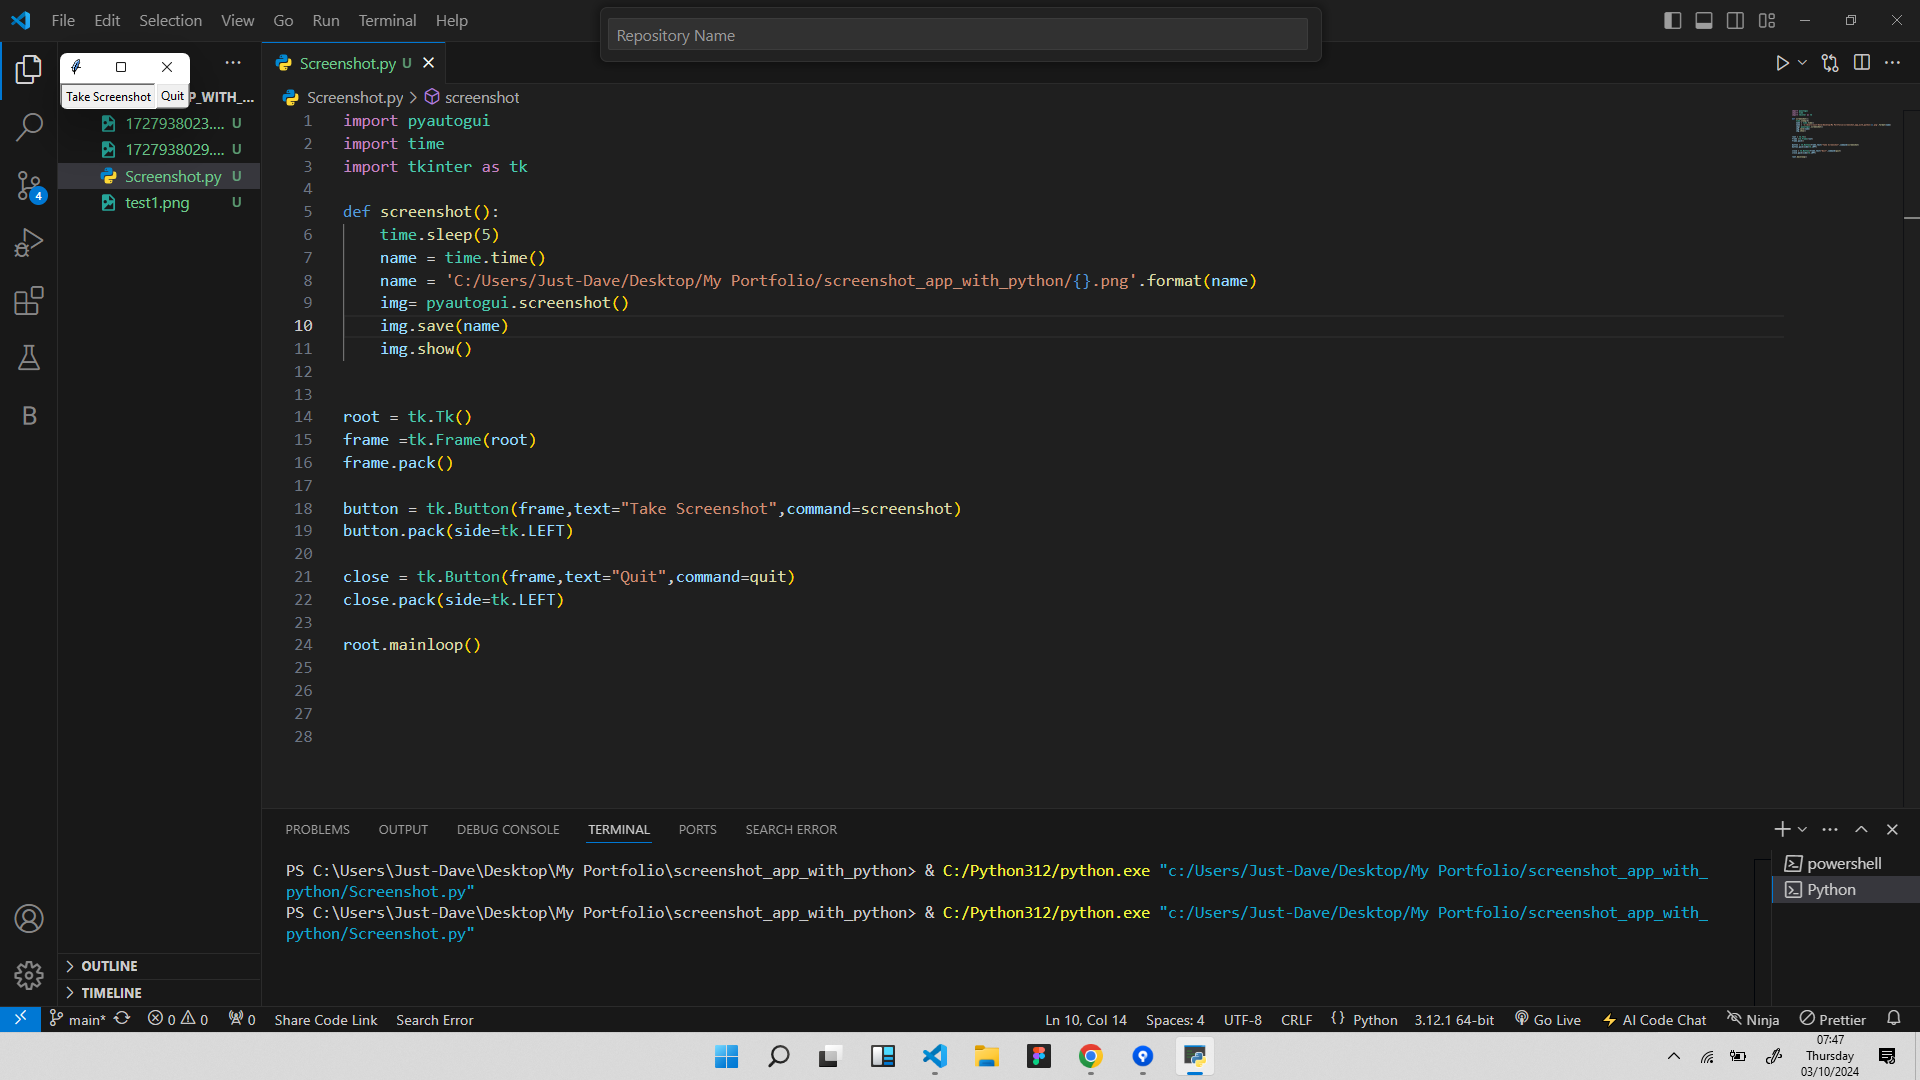 File Edit Selection View Go Run Terminal Help
Repository Name
Take Screenshot Quit
P_WITH_...
1727938023.... U
1727938029.... U
Screenshot.py U
test1.png U
4
B
OUTLINE
TIMELINE
Screenshot.py U
Screenshot.py > screenshot
1 import pyautogui
2 import time
3 import tkinter as tk
4
5 def screenshot():
6 time.sleep(5)
7 name = time.time()
8 name = 'C:/Users/Just-Dave/Desktop/My Portfolio/screenshot_app_with_python/{}.png'.format(name)
9 img= pyautogui.screenshot()
10 img.save(name)
11 img.show()
12
13
14 root = tk.Tk()
15 frame =tk.Frame(root)
16 frame.pack()
17
18 button = tk.Button(frame,text="Take Screenshot",command=screenshot)
19 button.pack(side=tk.LEFT)
20
21 close = tk.Button(frame,text="Quit",command=quit)
22 close.pack(side=tk.LEFT)
23
24 root.mainloop()
25
26
27
28
PROBLEMS OUTPUT DEBUG CONSOLE TERMINAL PORTS SEARCH ERROR
PS C:\Users\Just-Dave\Desktop\My Portfolio\screenshot_app_with_python> & C:/Python312/python.exe "c:/Users/Just-Dave/Desktop/My Portfolio/screenshot_app_with_
python/Screenshot.py"
PS C:\Users\Just-Dave\Desktop\My Portfolio\screenshot_app_with_python> & C:/Python312/python.exe "c:/Users/Just-Dave/Desktop/My Portfolio/screenshot_app_with_
python/Screenshot.py"
powershell
Python
main* 0 0 0 Share Code Link Search Error Ln 10, Col 14 Spaces: 4 UTF-8 CRLF {} Python 3.12.1 64-bit Go Live AI Code Chat Ninja Prettier
07:47
Thursday
03/10/2024